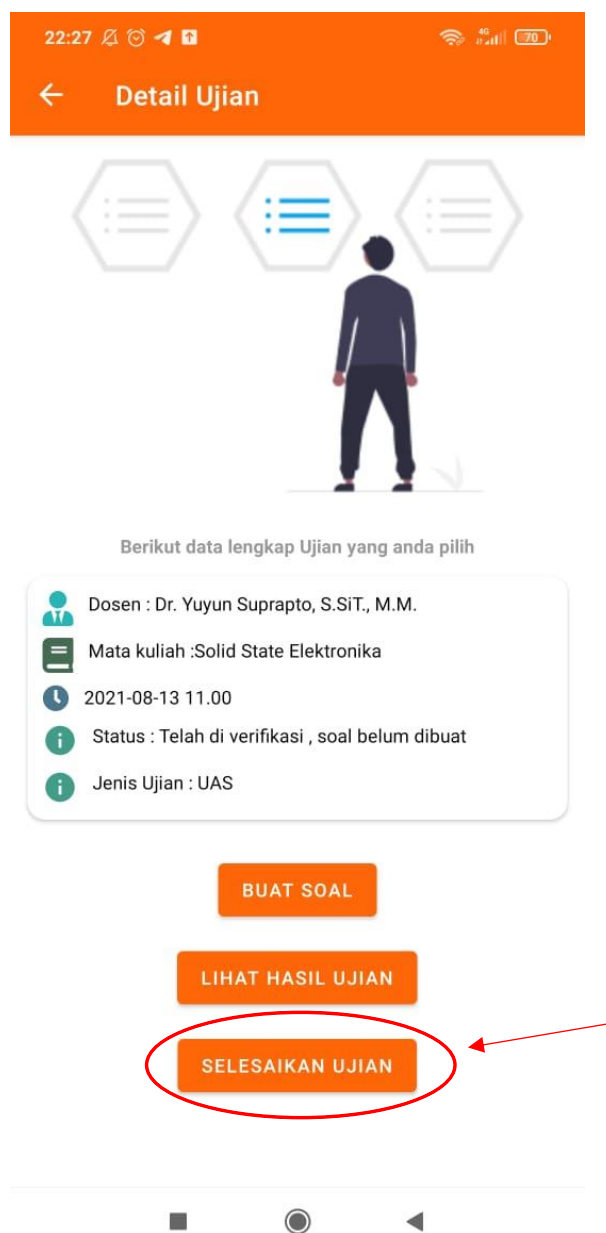 22:27 4G 70
Detail Ujian
Berikut data lengkap Ujian yang anda pilih
Dosen : Dr. Yuyun Suprapto, S.SiT., M.M.
Mata kuliah :Solid State Elektronika
2021-08-13 11.00
Status : Telah di verifikasi , soal belum dibuat
Jenis Ujian : UAS
BUAT SOAL
LIHAT HASIL UJIAN
SELESAIKAN UJIAN